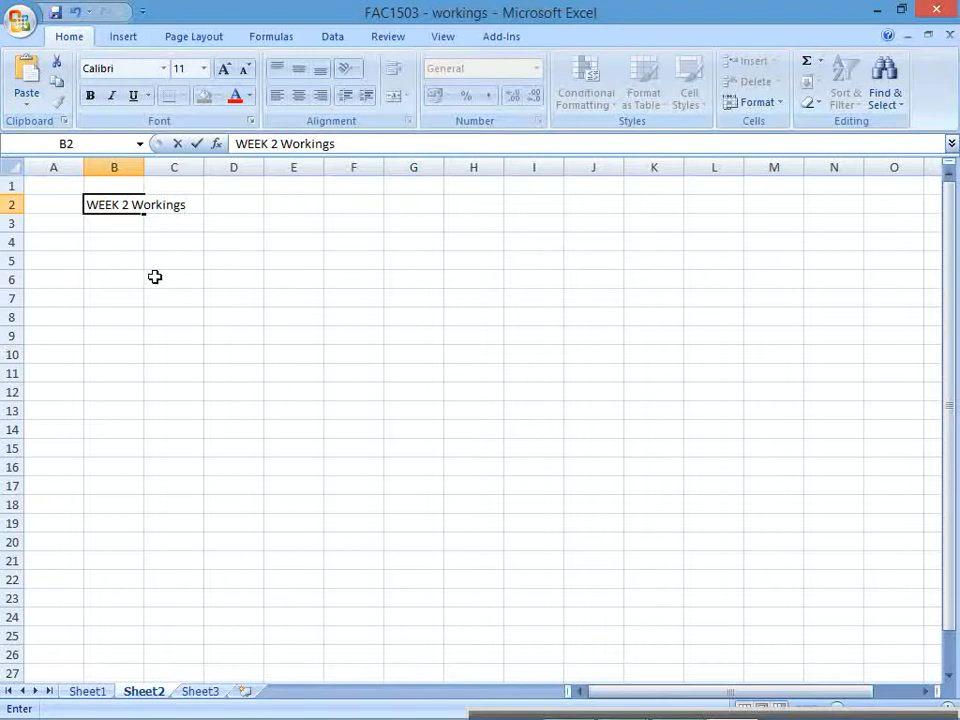 FAC1503 - workings - Microsoft Excel
Home Insert Page Layout Formulas Data Review View Add-Ins
Paste
Calibri 11
General
Conditional Formatting
Format as Table
Cell Styles
Insert
Delete
Format
Sort & Filter
Find & Select
Clipboard Font Alignment Number Styles Cells Editing
B2 fx WEEK 2 Workings
A B C D E F G H I J K L M N O
1
2 WEEK 2 Workings
3
4
5
6
7
8
9
10
11
12
13
14
15
16
17
18
19
20
21
22
23
24
25
26
27
Sheet1 Sheet2 Sheet3
Enter